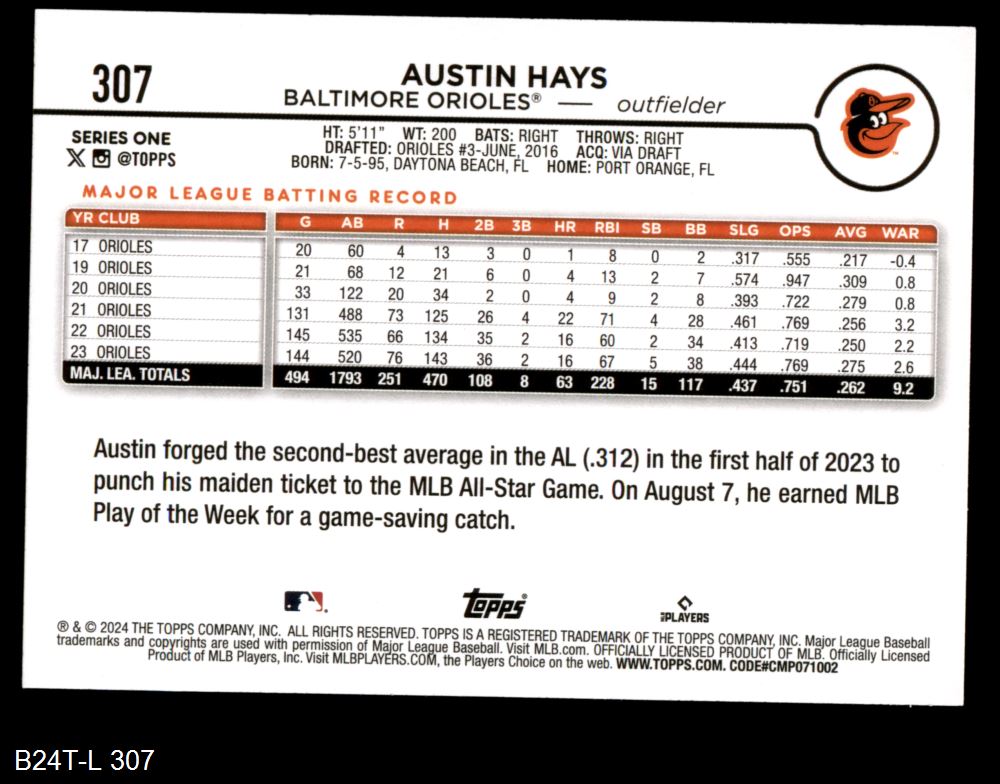 307
AUSTIN HAYS
BALTIMORE ORIOLES® — outfielder
SERIES ONE
@TOPPS
HT: 5'11" WT: 200 BATS: RIGHT THROWS: RIGHT
DRAFTED: ORIOLES #3-JUNE, 2016 ACQ: VIA DRAFT
BORN: 7-5-95, DAYTONA BEACH, FL HOME: PORT ORANGE, FL
MAJOR LEAGUE BATTING RECORD
YR CLUB G AB R H 2B 3B HR RBI SB BB SLG OPS AVG WAR
17 ORIOLES 20 60 4 13 3 0 1 8 0 2 .317 .555 .217 -0.4
19 ORIOLES 21 68 12 21 6 0 4 13 2 7 .574 .947 .309 0.8
20 ORIOLES 33 122 20 34 2 0 4 9 2 8 .393 .722 .279 0.8
21 ORIOLES 131 488 73 125 26 4 22 71 4 28 .461 .769 .256 3.2
22 ORIOLES 145 535 66 134 35 2 16 60 2 34 .413 .719 .250 2.2
23 ORIOLES 144 520 76 143 36 2 16 67 5 38 .444 .769 .275 2.6
MAJ. LEA. TOTALS 494 1793 251 470 108 8 63 228 15 117 .437 .751 .262 9.2
Austin forged the second-best average in the AL (.312) in the first half of 2023 to
punch his maiden ticket to the MLB All-Star Game. On August 7, he earned MLB
Play of the Week for a game-saving catch.
Topps®
PLAYERS
® & © 2024 THE TOPPS COMPANY, INC. ALL RIGHTS RESERVED. TOPPS IS A REGISTERED TRADEMARK OF THE TOPPS COMPANY, INC. Major League Baseball
trademarks and copyrights are used with permission of Major League Baseball. Visit MLB.com. OFFICIALLY LICENSED PRODUCT OF MLB. Officially Licensed
Product of MLB Players, Inc. Visit MLBPLAYERS.COM, the Players Choice on the web. WWW.TOPPS.COM. CODE#CMP071002
B24T-L 307